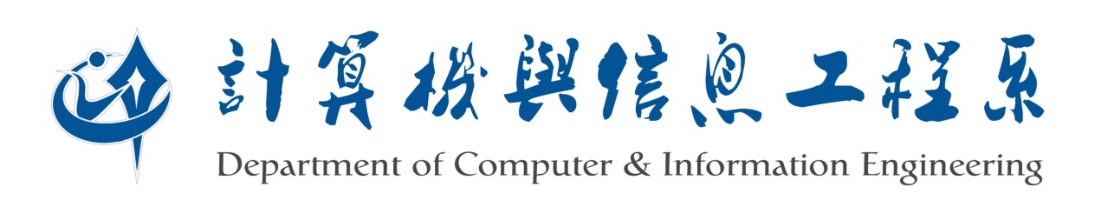 計算機與信息工程系
Department of Computer & Information Engineering